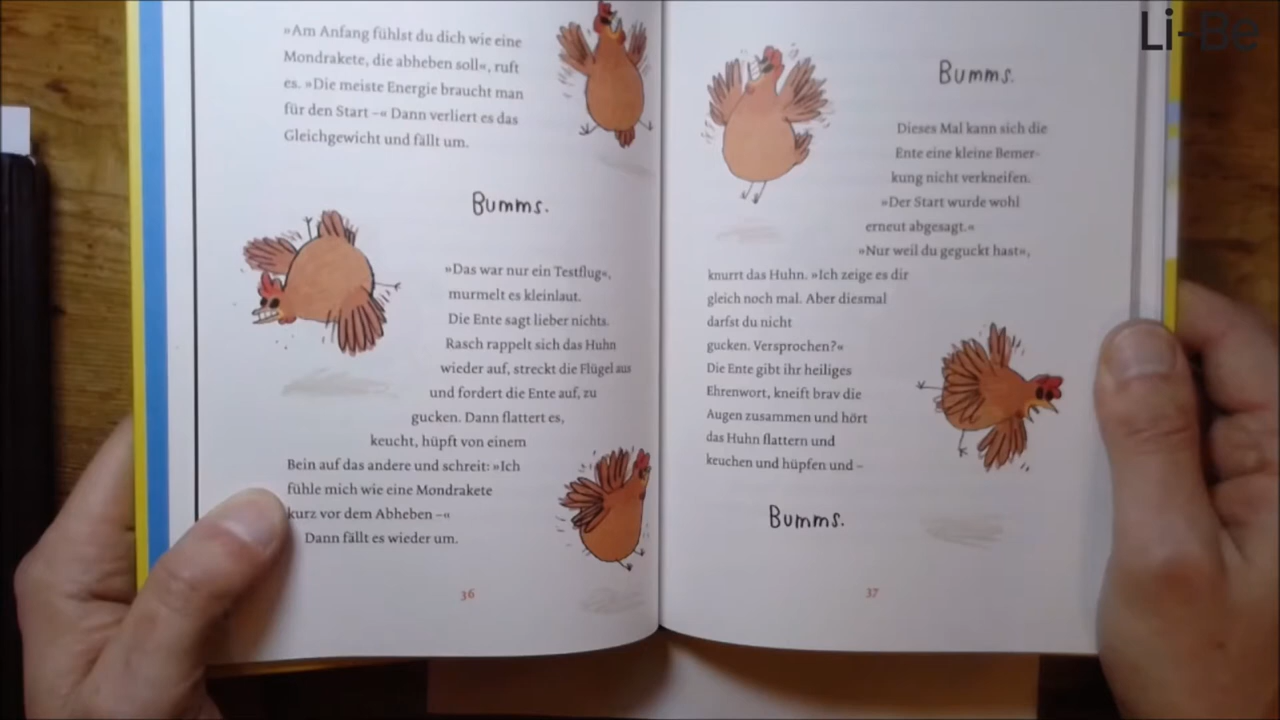 »Am Anfang fühlst du dich wie eine
Mondrakete, die abheben soll«, ruft
es. »Die meiste Energie braucht man
für den Start –« Dann verliert es das
Gleichgewicht und fällt um.
Bumms.
»Das war nur ein Testflug«,
murmelt es kleinlaut.
Die Ente sagt lieber nichts.
Rasch rappelt sich das Huhn
wieder auf, streckt die Flügel aus
und fordert die Ente auf, zu
gucken. Dann flattert es,
keucht, hüpft von einem
Bein auf das andere und schreit: »Ich
fühle mich wie eine Mondrakete
kurz vor dem Abheben –«
Dann fällt es wieder um.
36
Li-Be
Bumms.
Dieses Mal kann sich die
Ente eine kleine Bemer-
kung nicht verkneifen.
»Der Start wurde wohl
erneut abgesagt.«
»Nur weil du geguckt hast«,
knurrt das Huhn. »Ich zeige es dir
gleich noch mal. Aber diesmal
darfst du nicht
gucken. Versprochen?«
Die Ente gibt ihr heiliges
Ehrenwort, kneift brav die
Augen zusammen und hört
das Huhn flattern und
keuchen und hüpfen und –
Bumms.
37